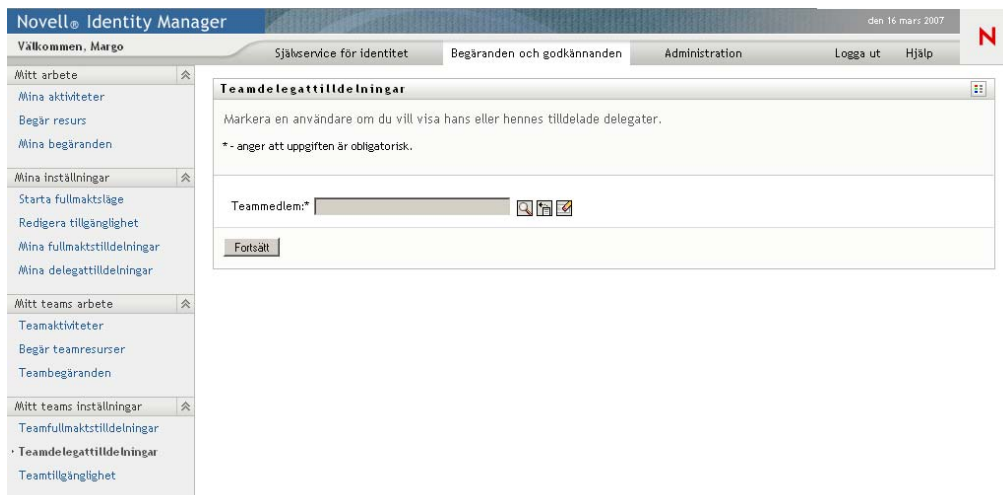 Novell® Identity Manager
den 16 mars 2007
N
Välkommen, Margo
Självservice för identitet
Begäranden och godkännanden
Administration
Logga ut
Hjälp
Mitt arbete
Mina aktiviteter
Begär resurs
Mina begäranden
Mina inställningar
Starta fullmaktsläge
Redigera tillgänglighet
Mina fullmaktstilldelningar
Mina delegattilldelningar
Mitt teams arbete
Teamaktiviteter
Begär teamresurser
Teambegäranden
Mitt teams inställningar
Teamfullmaktstilldelningar
· Teamdelegattilldelningar
Teamtillgänglighet
Teamdelegattilldelningar
Markera en användare om du vill visa hans eller hennes tilldelade delegater.
* - anger att uppgiften är obligatorisk.
Teammedlem:*
Fortsätt